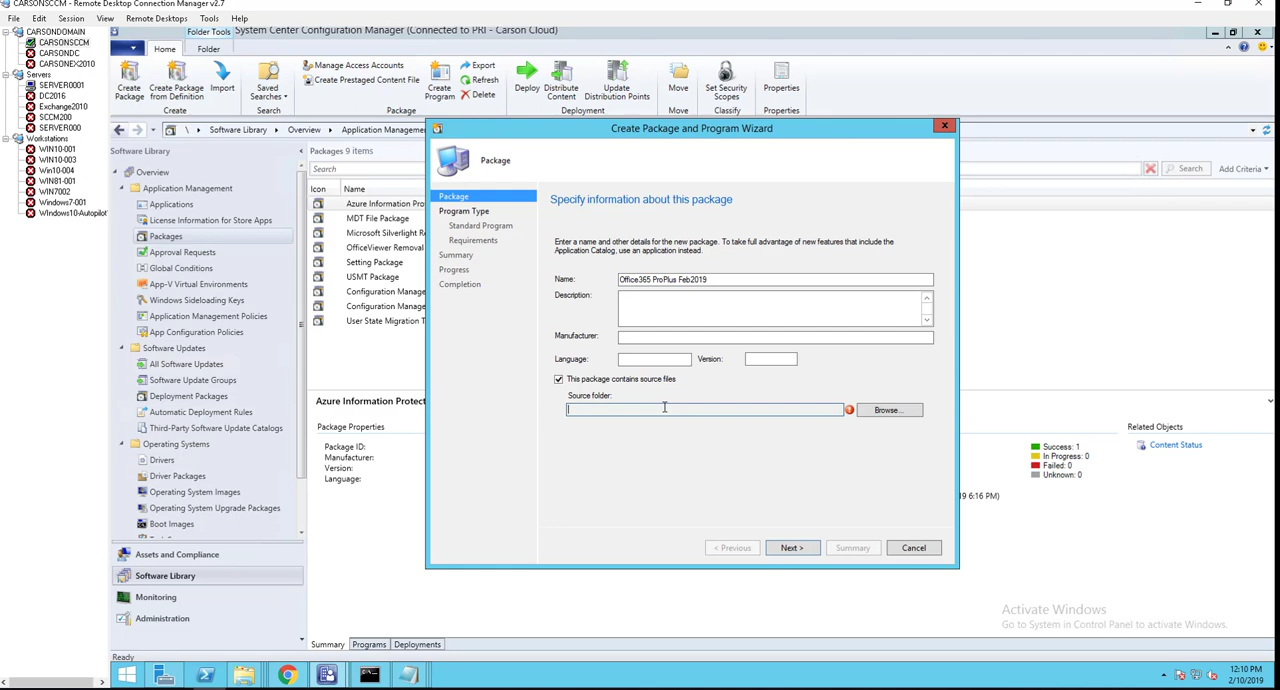 CARSONSCCM - Remote Desktop Connection Manager v2.7
File Edit Session View Remote Desktops Tools Help
CARSONDOMAIN
CARSONSCCM
CARSONDC
CARSONEX2010
Servers
SERVER0001
DC2016
Exchange2010
SCCM200
SERVER000
Workstations
WIN10-001
WIN10-003
Win10-004
WIN81-001
WIN7002
Windows7-001
Windows10-Autopilot
Folder Tools
System Center Configuration Manager (Connected to PRI - Carson Cloud)
Home Folder
Create Package
Create Package from Definition
Import
Create
Saved Searches
Search
Manage Access Accounts
Create Prestaged Content File
Create Program
Export
Refresh
Delete
Package
Deploy
Distribute Content
Update Distribution Points
Deployment
Move
Move
Set Security Scopes
Classify
Properties
Properties
\ Software Library Overview Application Manageme
Software Library
Overview
Application Management
Applications
License Information for Store Apps
Packages
Approval Requests
Global Conditions
App-V Virtual Environments
Windows Sideloading Keys
Application Management Policies
App Configuration Policies
Software Updates
All Software Updates
Software Update Groups
Deployment Packages
Automatic Deployment Rules
Third-Party Software Update Catalogs
Operating Systems
Drivers
Driver Packages
Operating System Images
Operating System Upgrade Packages
Boot Images
Assets and Compliance
Software Library
Monitoring
Administration
Ready
Packages 9 items
Search
Search
Add Criteria
Icon Name
Azure Information Pro
MDT File Package
Microsoft Silverlight R
OfficeViewer Removal
Setting Package
USMT Package
Configuration Manage
Configuration Manage
User State Migration T
Azure Information Protect
Package Properties
Package ID:
Manufacturer:
Version:
Language:
Success: 1
In Progress: 0
Failed: 0
Unknown: 0
19 6:16 PM)
Related Objects
Content Status
Summary Programs Deployments
Create Package and Program Wizard
Package
Package
Program Type
Standard Program
Requirements
Summary
Progress
Completion
Specify information about this package
Enter a name and other details for the new package. To take full advantage of new features that include the
Application Catalog, use an application instead.
Name: Office365 ProPlus Feb2019
Description:
Manufacturer:
Language: Version:
This package contains source files
Source folder:
Browse...
< Previous Next > Summary Cancel
Activate Windows
Go to System in Control Panel to activate Windows.
12:10 PM
2/10/2019